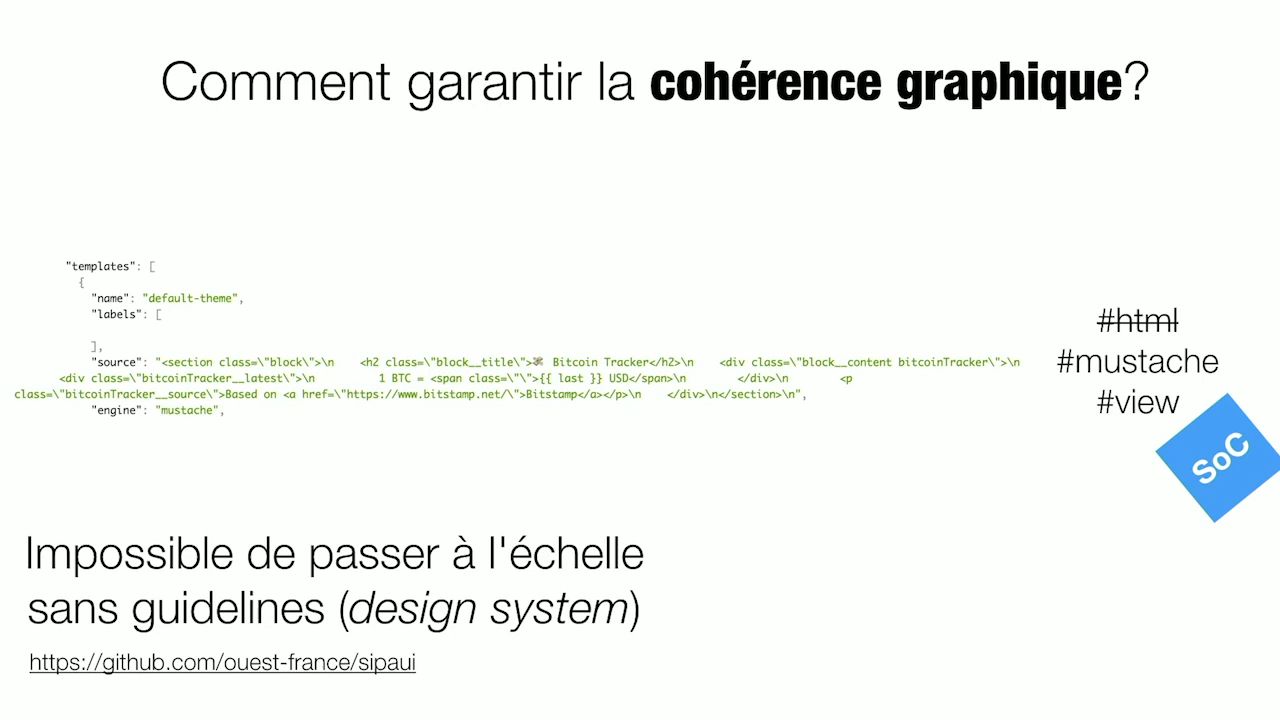 Comment garantir la cohérence graphique?
"templates": [
{
"name": "default-theme",
"labels": [
],
"source": "<section class=\"block\">\n    <h2 class=\"block__title\"> Bitcoin Tracker</h2>\n    <div class=\"block__content bitcoinTracker\">\n
<div class=\"bitcoinTracker__latest\">\n        1 BTC = <span class=\"\">{{ last }} USD</span>\n        </div>\n        <p
class=\"bitcoinTracker__source\">Based on <a href=\"https://www.bitstamp.net/\">Bitstamp</a></p>\n    </div>\n</section>\n",
"engine": "mustache",
#html
#mustache
#view
SoC
Impossible de passer à l'échelle
sans guidelines (design system)
https://github.com/ouest-france/sipaui